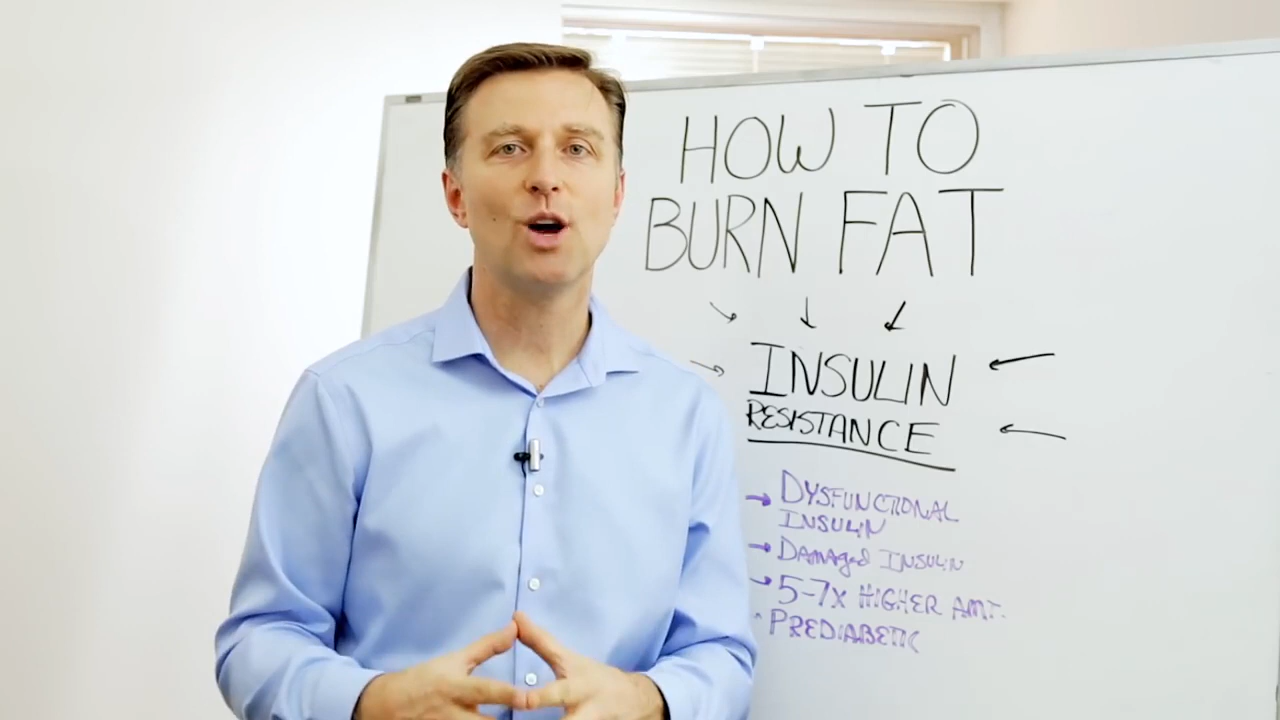 HOW TO
BURN FAT
INSULIN
RESISTANCE
DYSFUNCTIONAL
INSULIN
DAMAgEd INSULIN
5-7x HIGHER AMT.
PREDIABETIC